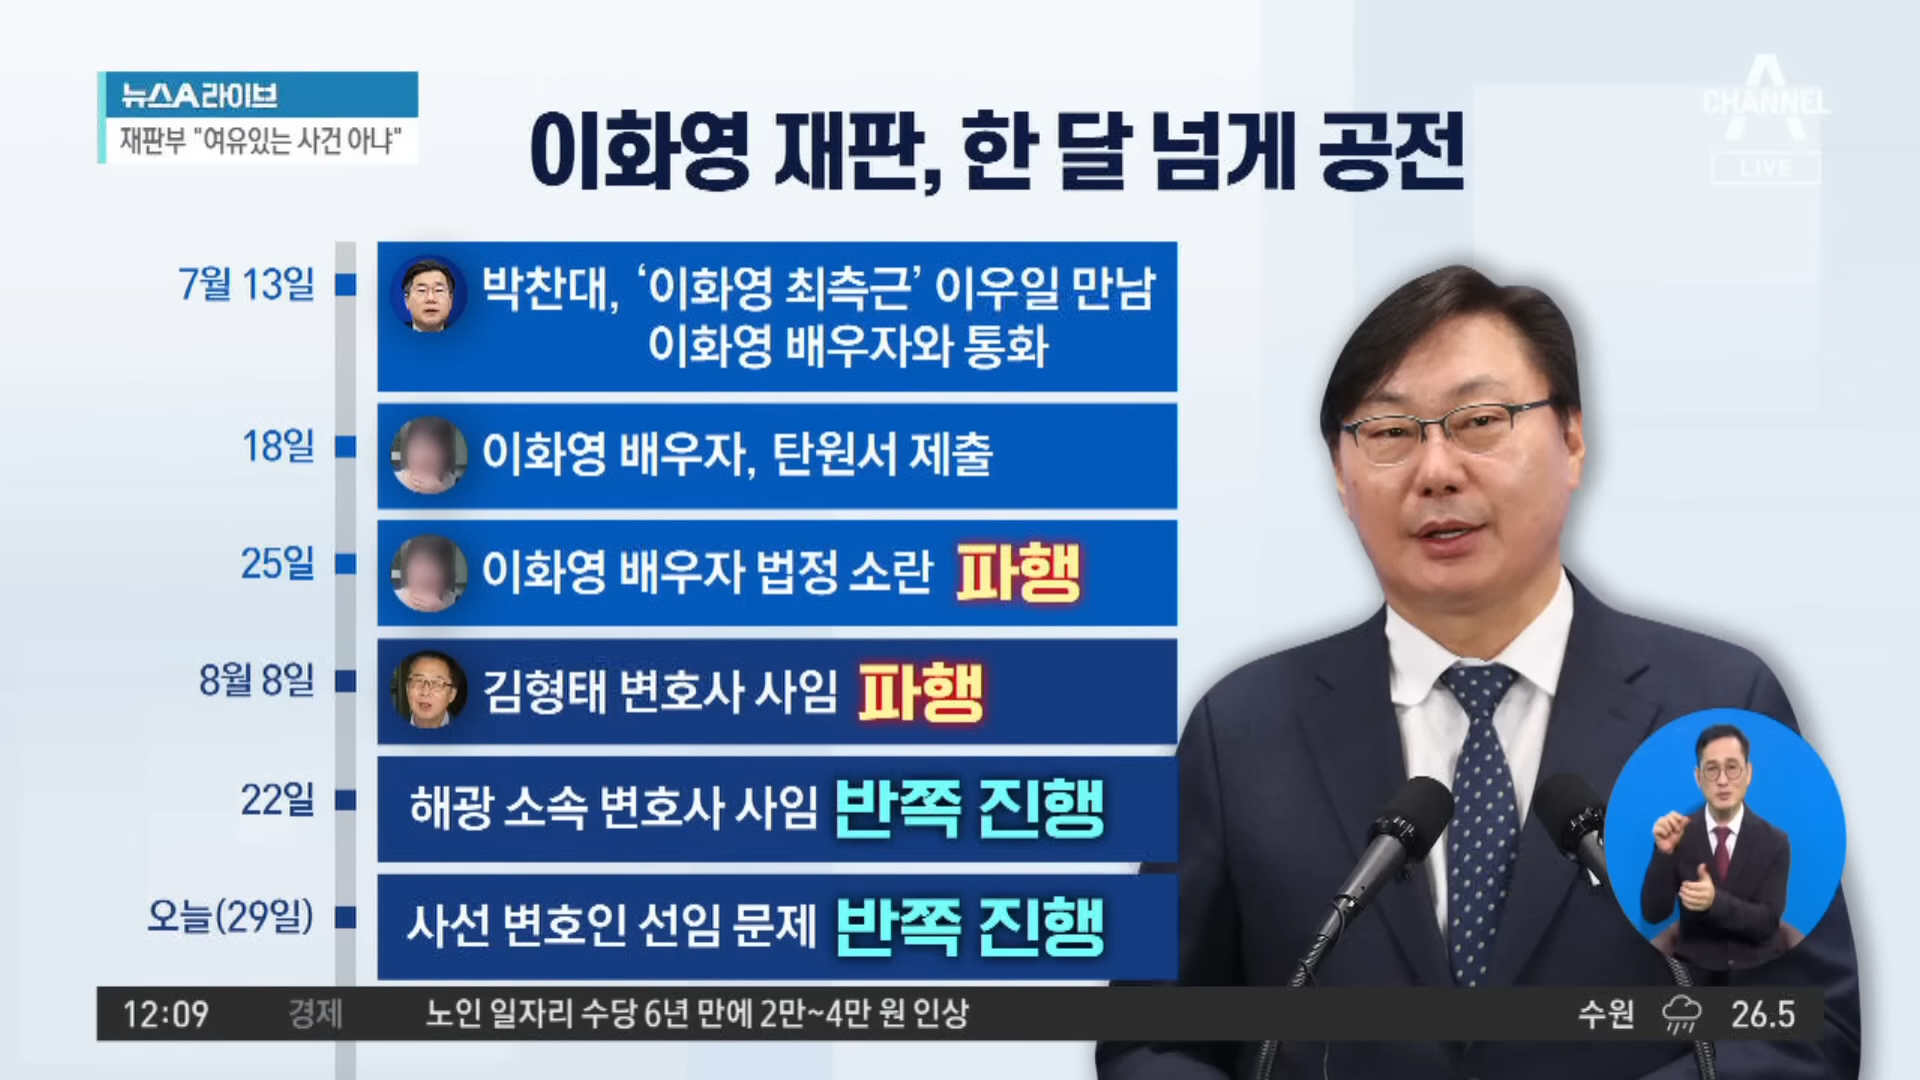 뉴스A라이브
재판부 "여유있는 사건 아냐"
이화영 재판, 한 달 넘게 공전
CHANNEL A
LIVE
7월 13일
박찬대, ‘이화영 최측근’ 이우일 만남
이화영 배우자와 통화
18일
이화영 배우자, 탄원서 제출
25일
이화영 배우자 법정 소란 파행
8월 8일
김형태 변호사 사임 파행
22일
해광 소속 변호사 사임 반쪽 진행
오늘(29일)
사선 변호인 선임 문제 반쪽 진행
12:09 경제 노인 일자리 수당 6년 만에 2만~4만 원 인상 수원 26.5